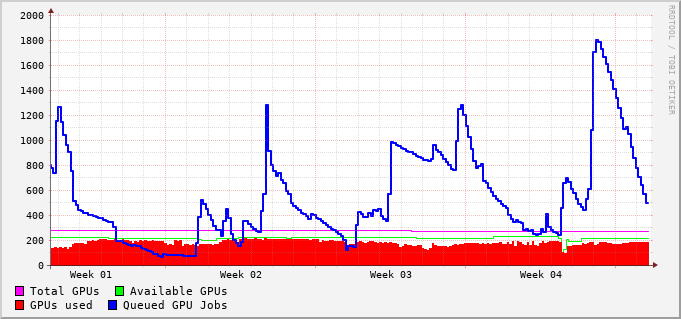 2000
1800
1600
1400
1200
1000
800
600
400
200
0
Week 01 Week 02 Week 03 Week 04
Total GPUs Available GPUs
GPUs used Queued GPU Jobs
RRDTOOL / TOBI OETIKER